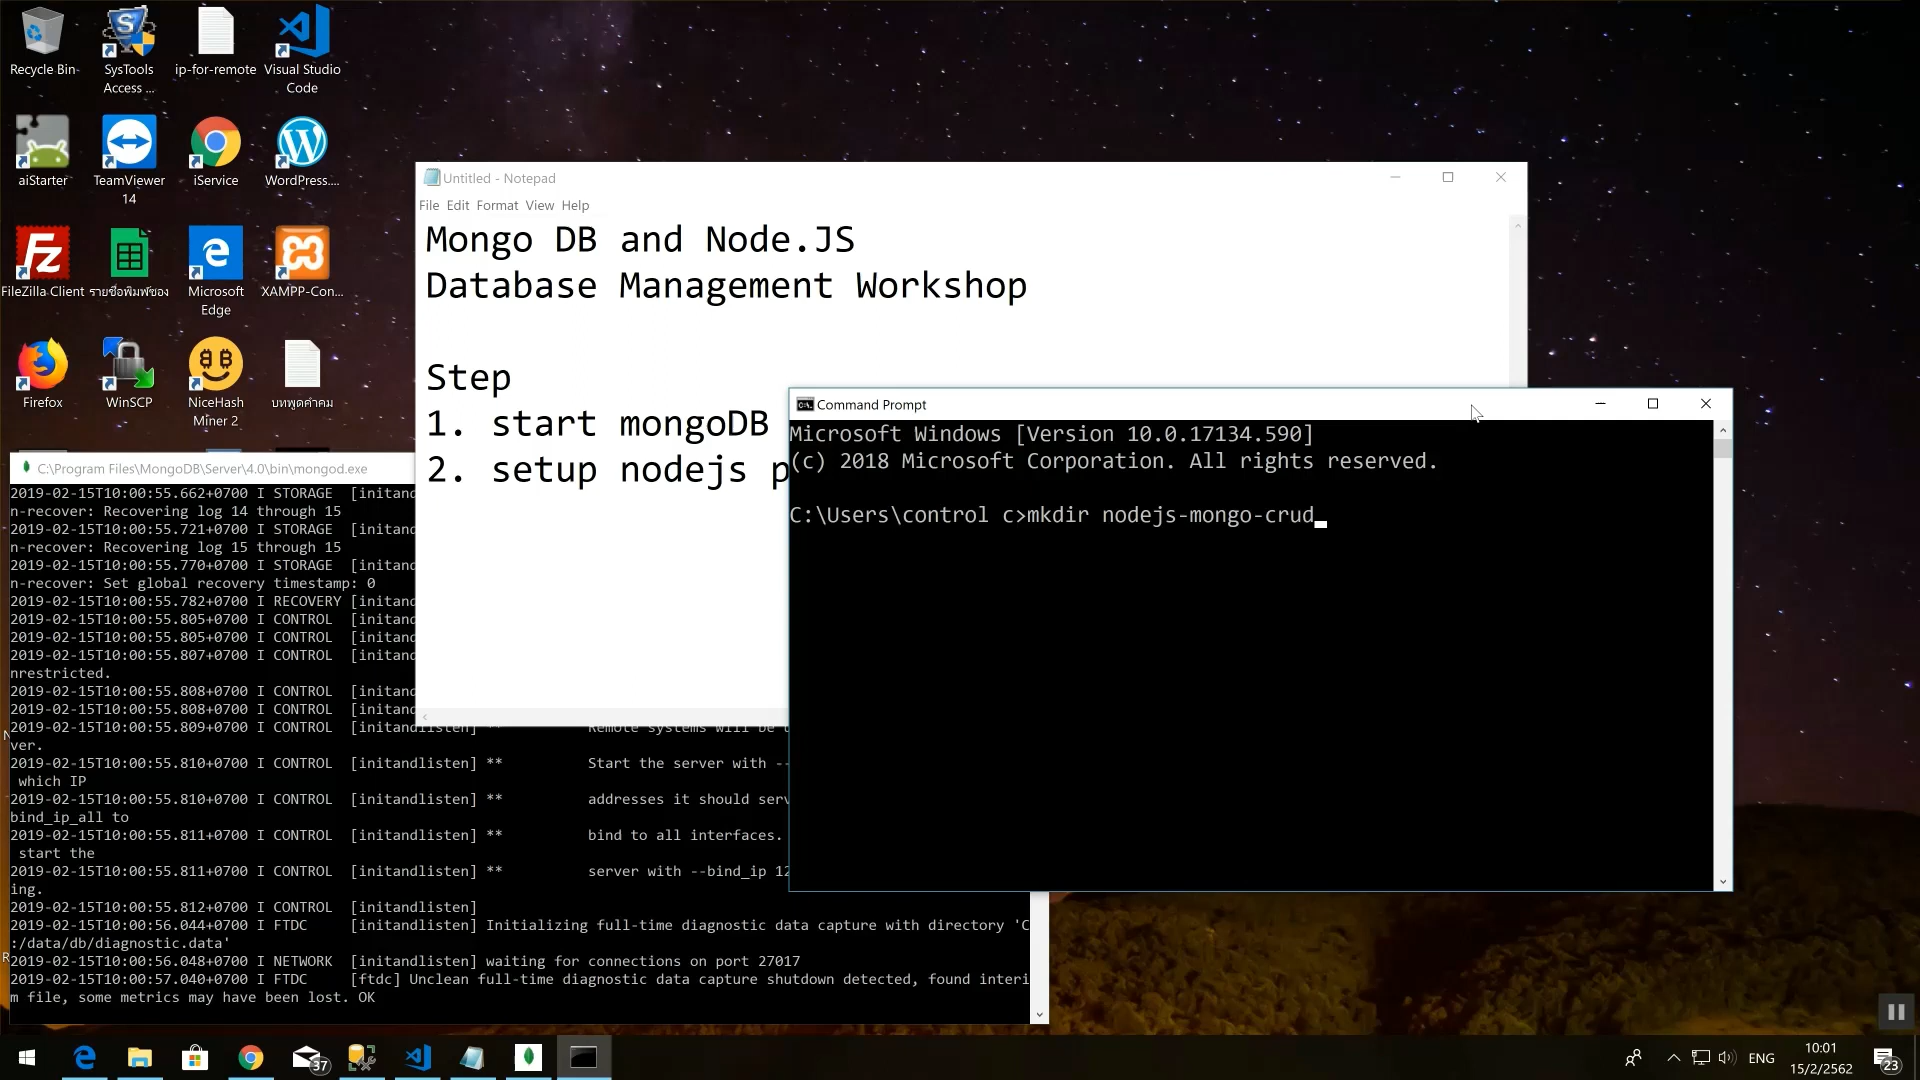 Recycle Bin
SysTools
Access ...
ip-for-remote
Visual Studio
Code
aiStarter
TeamViewer
14
iService
WordPress....
FileZilla Client
รายชื่อพิมพ์ซอง
Microsoft
Edge
XAMPP-Con...
Firefox
WinSCP
NiceHash
Miner 2
บทพูดคำคม
Untitled - Notepad
File Edit Format View Help
Mongo DB and Node.JS
Database Management Workshop
Step
1. start mongoDB
2. setup nodejs p
Command Prompt
Microsoft Windows [Version 10.0.17134.590]
(c) 2018 Microsoft Corporation. All rights reserved.
C:\Users\control c>mkdir nodejs-mongo-crud_
C:\Program Files\MongoDB\Server\4.0\bin\mongod.exe
2019-02-15T10:00:55.662+0700 I STORAGE [initand
n-recover: Recovering log 14 through 15
2019-02-15T10:00:55.721+0700 I STORAGE [initand
n-recover: Recovering log 15 through 15
2019-02-15T10:00:55.770+0700 I STORAGE [initand
n-recover: Set global recovery timestamp: 0
2019-02-15T10:00:55.782+0700 I RECOVERY [initand
2019-02-15T10:00:55.805+0700 I CONTROL [initand
2019-02-15T10:00:55.805+0700 I CONTROL [initand
2019-02-15T10:00:55.807+0700 I CONTROL [initand
nrestricted.
2019-02-15T10:00:55.808+0700 I CONTROL [initand
2019-02-15T10:00:55.808+0700 I CONTROL [initand
2019-02-15T10:00:55.809+0700 I CONTROL [initandlisten] ** Remote systems will be
ver.
2019-02-15T10:00:55.810+0700 I CONTROL [initandlisten] ** Start the server with --
which IP
2019-02-15T10:00:55.810+0700 I CONTROL [initandlisten] ** addresses it should serv
bind_ip_all to
2019-02-15T10:00:55.811+0700 I CONTROL [initandlisten] ** bind to all interfaces.
start the
2019-02-15T10:00:55.811+0700 I CONTROL [initandlisten] ** server with --bind_ip 12
ing.
2019-02-15T10:00:55.812+0700 I CONTROL [initandlisten]
2019-02-15T10:00:56.044+0700 I FTDC [initandlisten] Initializing full-time diagnostic data capture with directory 'C
:/data/db/diagnostic.data'
2019-02-15T10:00:56.048+0700 I NETWORK [initandlisten] waiting for connections on port 27017
2019-02-15T10:00:57.040+0700 I FTDC [ftdc] Unclean full-time diagnostic data capture shutdown detected, found interi
m file, some metrics may have been lost. OK
37
ENG
10:01
15/2/2562
23